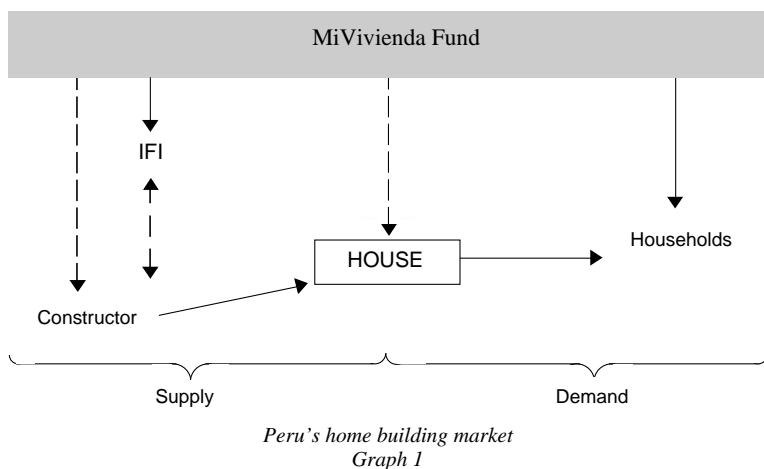 MiVivienda Fund
IFI
HOUSE
Households
Constructor
Supply
Demand
Peru's home building market
Graph 1